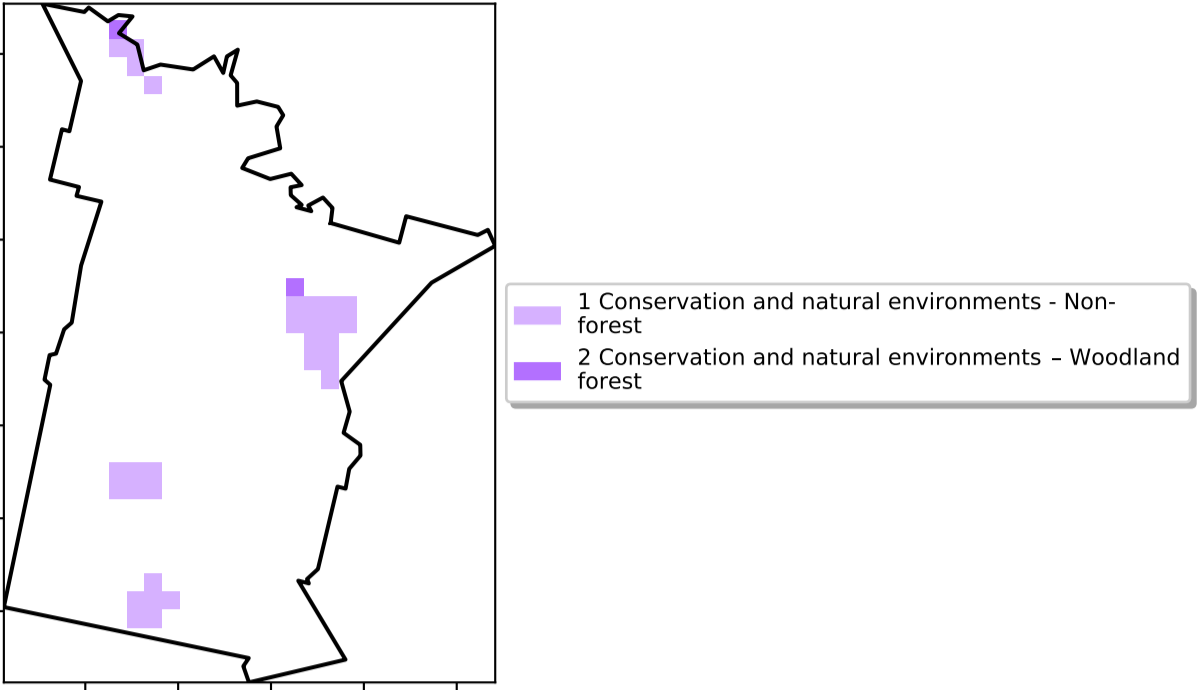 1 Conservation and natural environments - Non-
forest
2 Conservation and natural environments – Woodland
forest